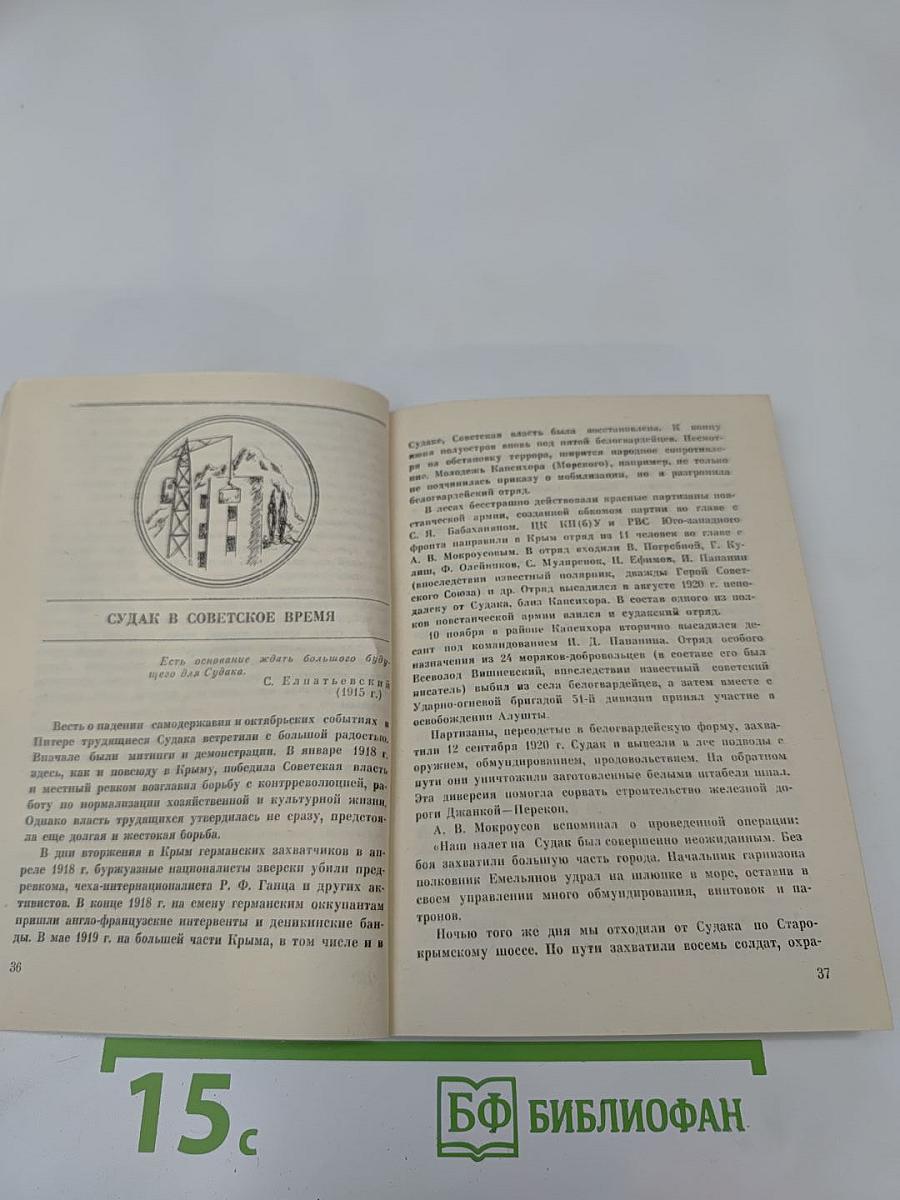 СУДАК В СОВЕТСКОЕ ВРЕМЯ
Есть основание ждать большого буду-
щего для Судака.
С. Елпатьевский
(1915 г.)
Весть о падении самодержавия и октябрьских событиях в
Питере трудящиеся Судака встретили с большой радостью.
Вначале были митинги и демонстрации. В январе 1918 г.
здесь, как и повсюду в Крыму, победила Советская власть
и местный ревком возглавил борьбу с контрреволюцией, ра-
боту по нормализации хозяйственной и культурной жизни.
Однако власть трудящихся утвердилась не сразу, предстоя-
ла еще долгая и жестокая борьба.
В дни вторжения в Крым германских захватчиков в ап-
реле 1918 г. буржуазные националисты зверски убили пред-
ревкома, чеха-интернационалиста Р. Ф. Ганца и других ак-
тивистов. В конце 1918 г. на смену германским оккупантам
пришли англо-французские интервенты и деникинские бан-
ды. В мае 1919 г. на большей части Крыма, в том числе и в
36
Судаке, Советская власть была восстановлена. К концу
июня полуостров вновь под пятой белогвардейцев. Несмот-
ря на обстановку террора, ширится народное сопротивле-
ние. Молодежь Капсихора (Морского), например, не только
не подчинилась приказу о мобилизации, но и разгромила
белогвардейский отряд.
В лесах бесстрашно действовали красные партизаны пов-
станческой армии, созданной обкомом партии во главе с
С. Я. Бабаханяном. ЦК КП(б)У и РВС Юго-западного
фронта направили в Крым отряд из 11 человек во главе с
А. В. Мокроусовым. В отряд входили В. Погребной, Г. Ку-
лиш, Ф. Олейников, С. Муляренок, Н. Ефимов, И. Папанин
(впоследствии известный полярник, дважды Герой Совет-
ского Союза) и др. Отряд высадился в августе 1920 г. непо-
далеку от Судака, близ Капсихора. В состав одного из пол-
ков повстанческой армии влился и судакский отряд.
10 ноября в районе Капсихора вторично высадился де-
сант под командованием И. Д. Папанина. Отряд особого
назначения из 24 моряков-добровольцев (в составе его был
Всеволод Вишневский, впоследствии известный советский
писатель) выбил из села белогвардейцев, а затем вместе с
Ударно-огневой бригадой 51-й дивизии принял участие в
освобождении Алушты.
Партизаны, переодетые в белогвардейскую форму, захва-
тили 12 сентября 1920 г. Судак и вывезли в лес подводы с
оружием, обмундированием, продовольствием. На обратном
пути они уничтожили заготовленные белыми штабеля шпал.
Эта диверсия помогла сорвать строительство железной до-
роги Джанкой—Перекоп.
А. В. Мокроусов вспоминал о проведенной операции:
«Наш налет на Судак был совершенно неожиданным. Без
боя захватили большую часть города. Начальник гарнизона
полковник Емельянов удрал на шлюпке в море, оставив в
своем управлении много обмундирования, винтовок и па-
тронов.
Ночью того же дня мы отходили от Судака по Старо-
крымскому шоссе. По пути захватили восемь солдат, охра-
37
15 с
БФ БИБЛИОФАН